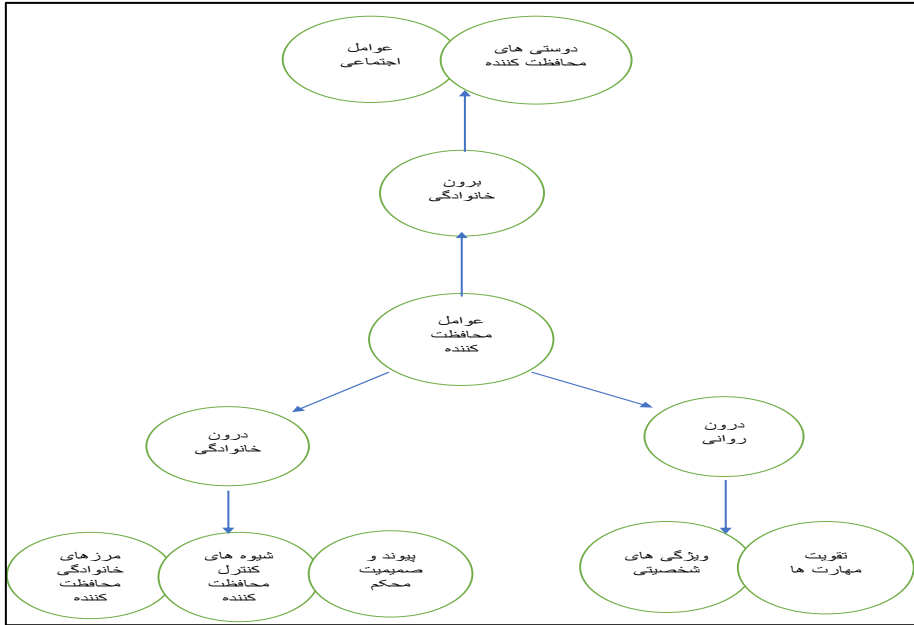 عوامل
اجتماعی
دوستی های
محافظت کننده
برون
خانوادگی
عوامل
محافظت
کننده
درون
خانوادگی
درون
روانی
مرزهای
خانوادگی
محافظت
کننده
شیوه های
کنترل
محافظت
کننده
پیوند و
صمیمیت
محکم
ویژگی های
شخصیتی
تقویت
مهارت ها